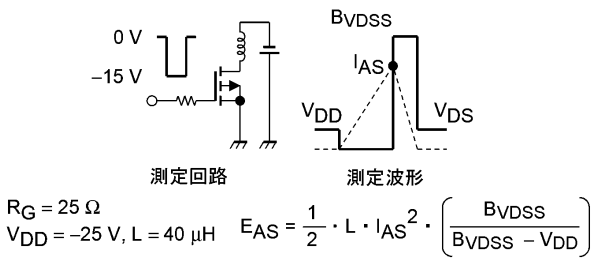 0 V
−15 V
測定回路
BVDSS
IAS
VDD
VDS
測定波形
RG = 25 Ω
VDD = −25 V, L = 40 μH
EAS = 1/2 · L · IAS² · (BVDSS / (BVDSS − VDD))